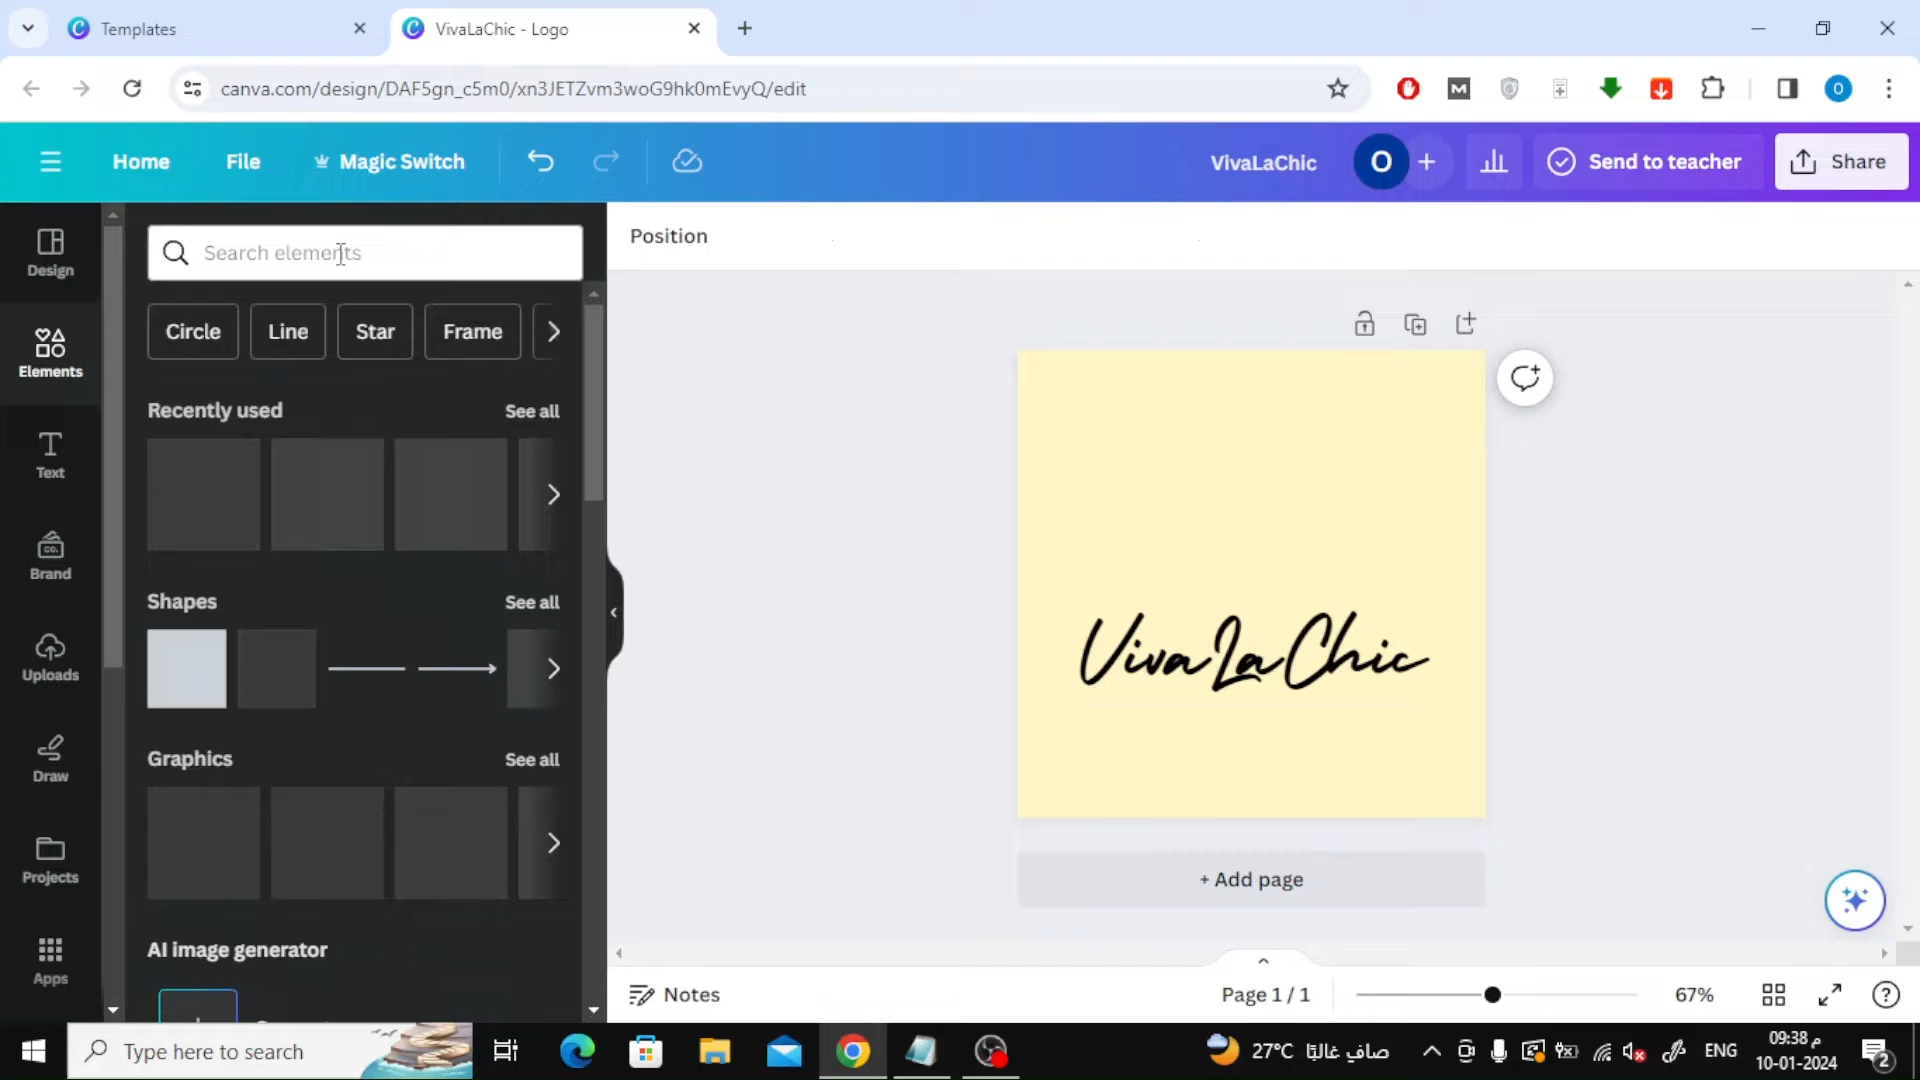 Templates
VivaLaChic - Logo
canva.com/design/DAF5gn_c5m0/xn3JETZvm3woG9hk0mEvyQ/edit
Home
File
Magic Switch
VivaLaChic
O
Send to teacher
Share
Design
Elements
Text
Brand
Uploads
Draw
Projects
Apps
Search elements
Circle
Line
Star
Frame
Recently used
See all
Shapes
See all
Graphics
See all
AI image generator
Position
VivaLaChic
+ Add page
Notes
Page 1 / 1
67%
Type here to search
27°C صافٍ غالبًا
ENG
09:38 م
10-01-2024
2